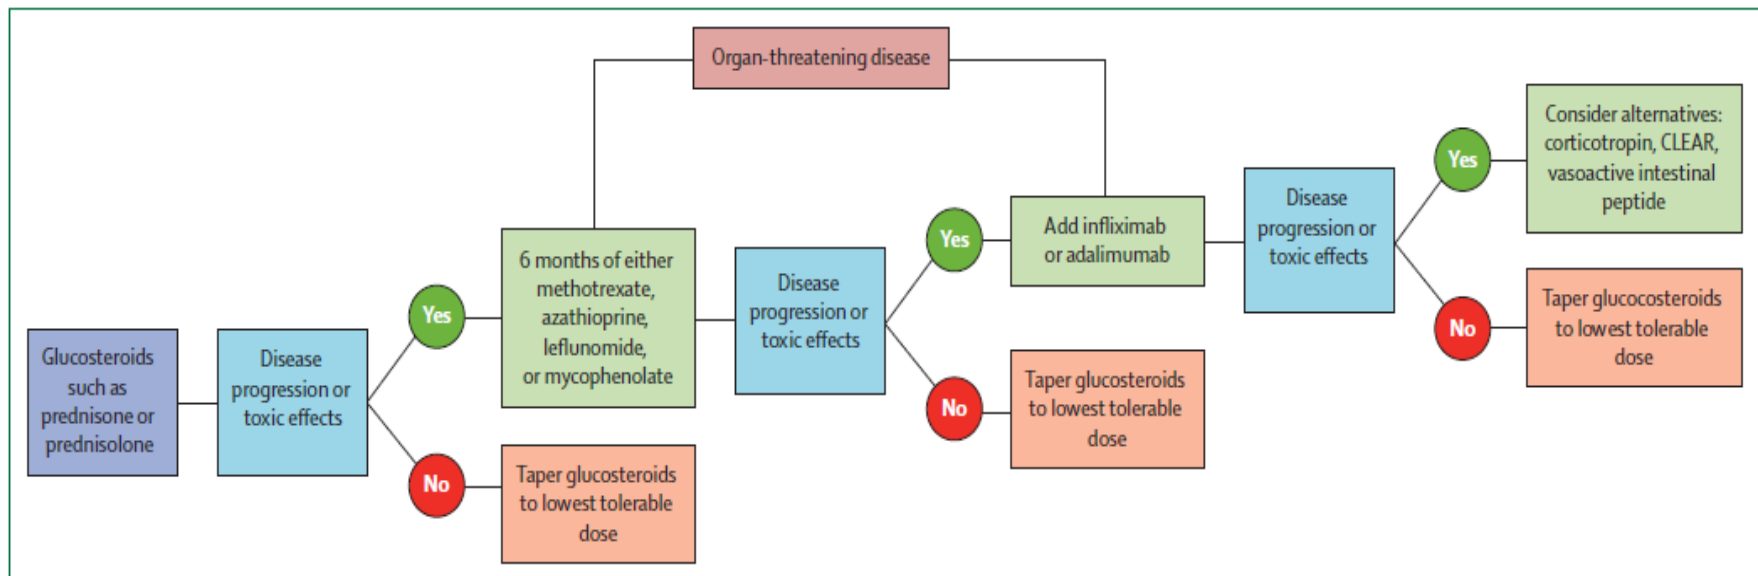 Organ-threatening disease
Glucosteroids
such as
prednisone or
prednisolone
Disease
progression or
toxic effects
Yes
No
6 months of either
methotrexate,
azathioprine,
leflunomide,
or mycophenolate
Taper glucosteroids
to lowest tolerable
dose
Disease
progression or
toxic effects
Yes
No
Add infliximab
or adalimumab
Taper glucosteroids
to lowest tolerable
dose
Disease
progression or
toxic effects
Yes
No
Consider alternatives:
corticotropin, CLEAR,
vasoactive intestinal
peptide
Taper glucocosteroids
to lowest tolerable
dose